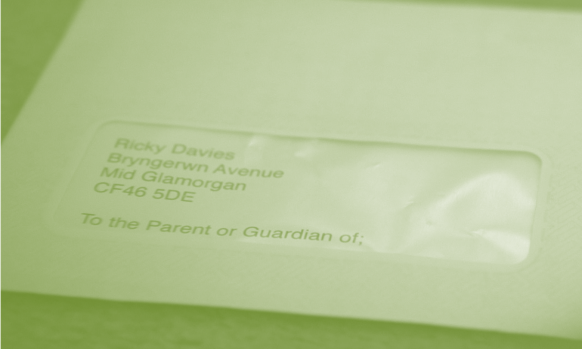 Ricky Davies
Bryngerwn Avenue
Mid Glamorgan
CF46 5DE
To the Parent or Guardian of;